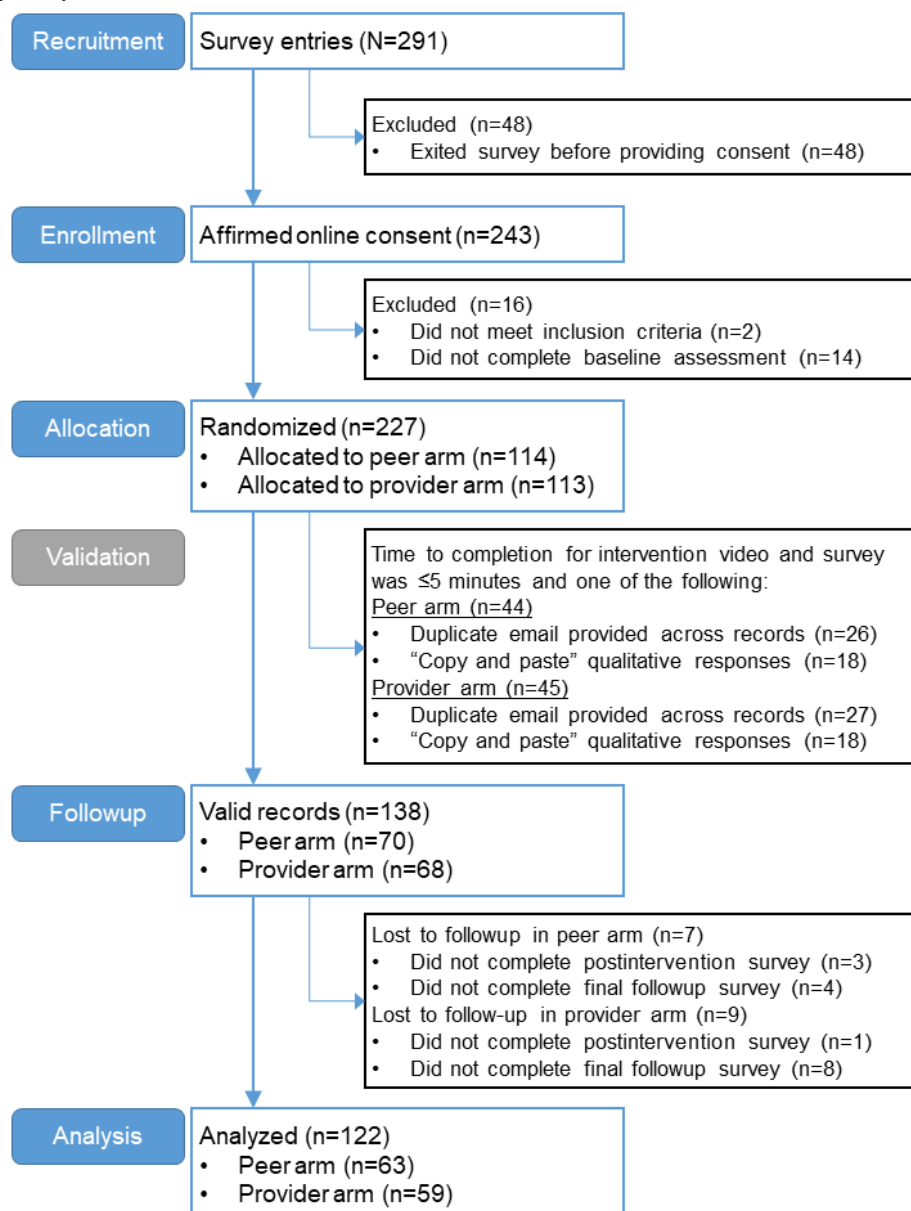 Recruitment
Survey entries (N=291)
Excluded (n=48)
• Exited survey before providing consent (n=48)
Enrollment
Affirmed online consent (n=243)
Excluded (n=16)
• Did not meet inclusion criteria (n=2)
• Did not complete baseline assessment (n=14)
Allocation
Randomized (n=227)
• Allocated to peer arm (n=114)
• Allocated to provider arm (n=113)
Validation
Time to completion for intervention video and survey
was ≤5 minutes and one of the following:
Peer arm (n=44)
• Duplicate email provided across records (n=26)
• “Copy and paste” qualitative responses (n=18)
Provider arm (n=45)
• Duplicate email provided across records (n=27)
• “Copy and paste” qualitative responses (n=18)
Followup
Valid records (n=138)
• Peer arm (n=70)
• Provider arm (n=68)
Lost to followup in peer arm (n=7)
• Did not complete postintervention survey (n=3)
• Did not complete final followup survey (n=4)
Lost to follow-up in provider arm (n=9)
• Did not complete postintervention survey (n=1)
• Did not complete final followup survey (n=8)
Analysis
Analyzed (n=122)
• Peer arm (n=63)
• Provider arm (n=59)